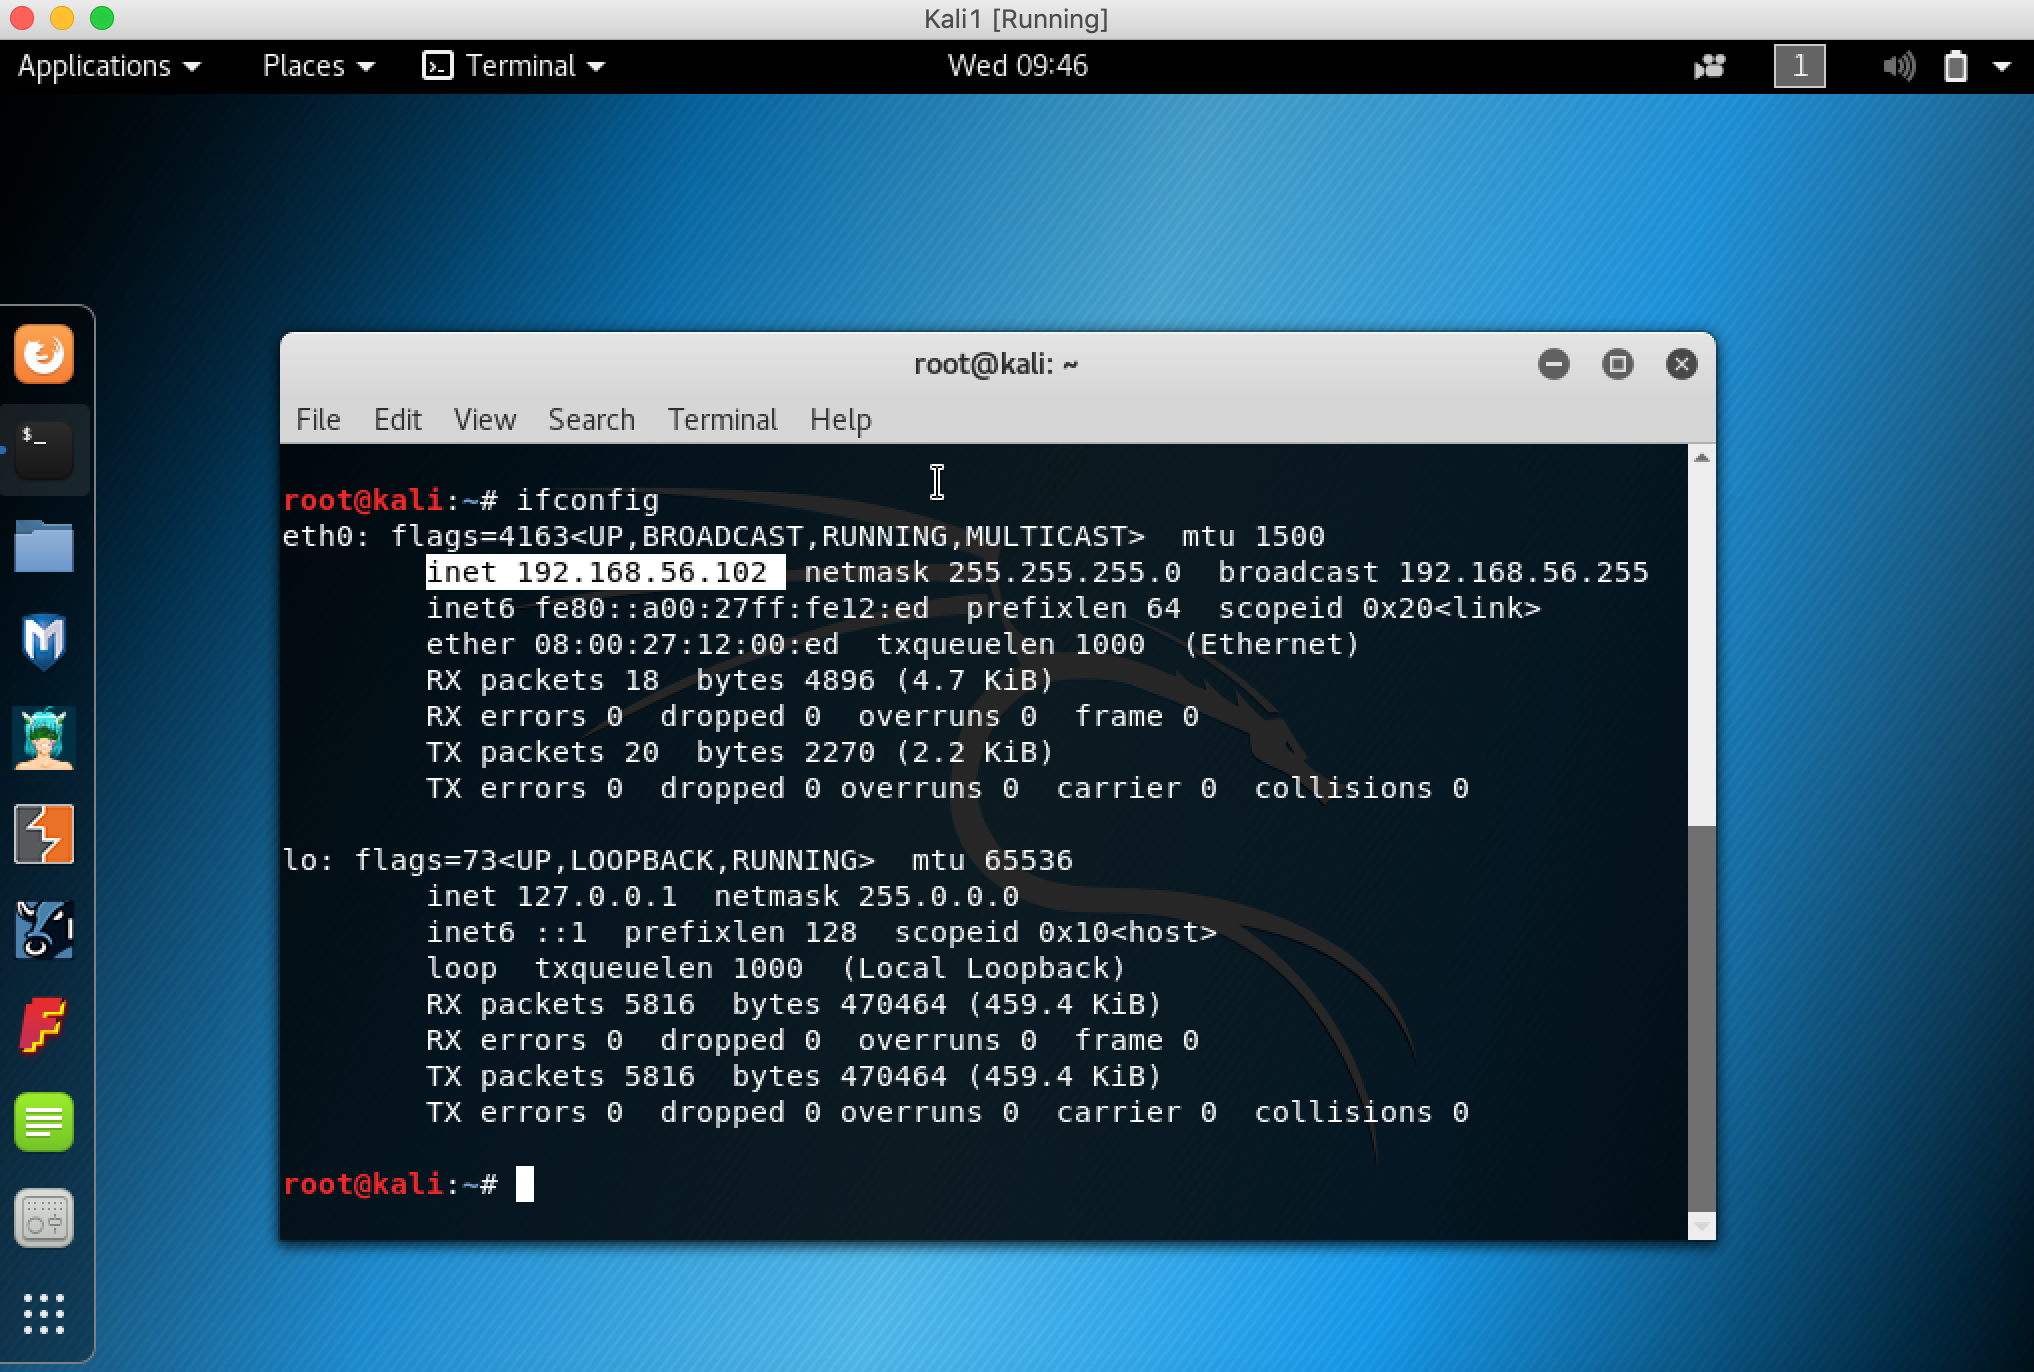 Kali1 [Running]
Applications Places Terminal Wed 09:46 1
$_
root@kali: ~
File Edit View Search Terminal Help
root@kali:~# ifconfig
eth0: flags=4163<UP,BROADCAST,RUNNING,MULTICAST>  mtu 1500
        inet 192.168.56.102  netmask 255.255.255.0  broadcast 192.168.56.255
        inet6 fe80::a00:27ff:fe12:ed  prefixlen 64  scopeid 0x20<link>
        ether 08:00:27:12:00:ed  txqueuelen 1000  (Ethernet)
        RX packets 18  bytes 4896 (4.7 KiB)
        RX errors 0  dropped 0  overruns 0  frame 0
        TX packets 20  bytes 2270 (2.2 KiB)
        TX errors 0  dropped 0 overruns 0  carrier 0  collisions 0
lo: flags=73<UP,LOOPBACK,RUNNING>  mtu 65536
        inet 127.0.0.1  netmask 255.0.0.0
        inet6 ::1  prefixlen 128  scopeid 0x10<host>
        loop  txqueuelen 1000  (Local Loopback)
        RX packets 5816  bytes 470464 (459.4 KiB)
        RX errors 0  dropped 0  overruns 0  frame 0
        TX packets 5816  bytes 470464 (459.4 KiB)
        TX errors 0  dropped 0 overruns 0  carrier 0  collisions 0
root@kali:~#